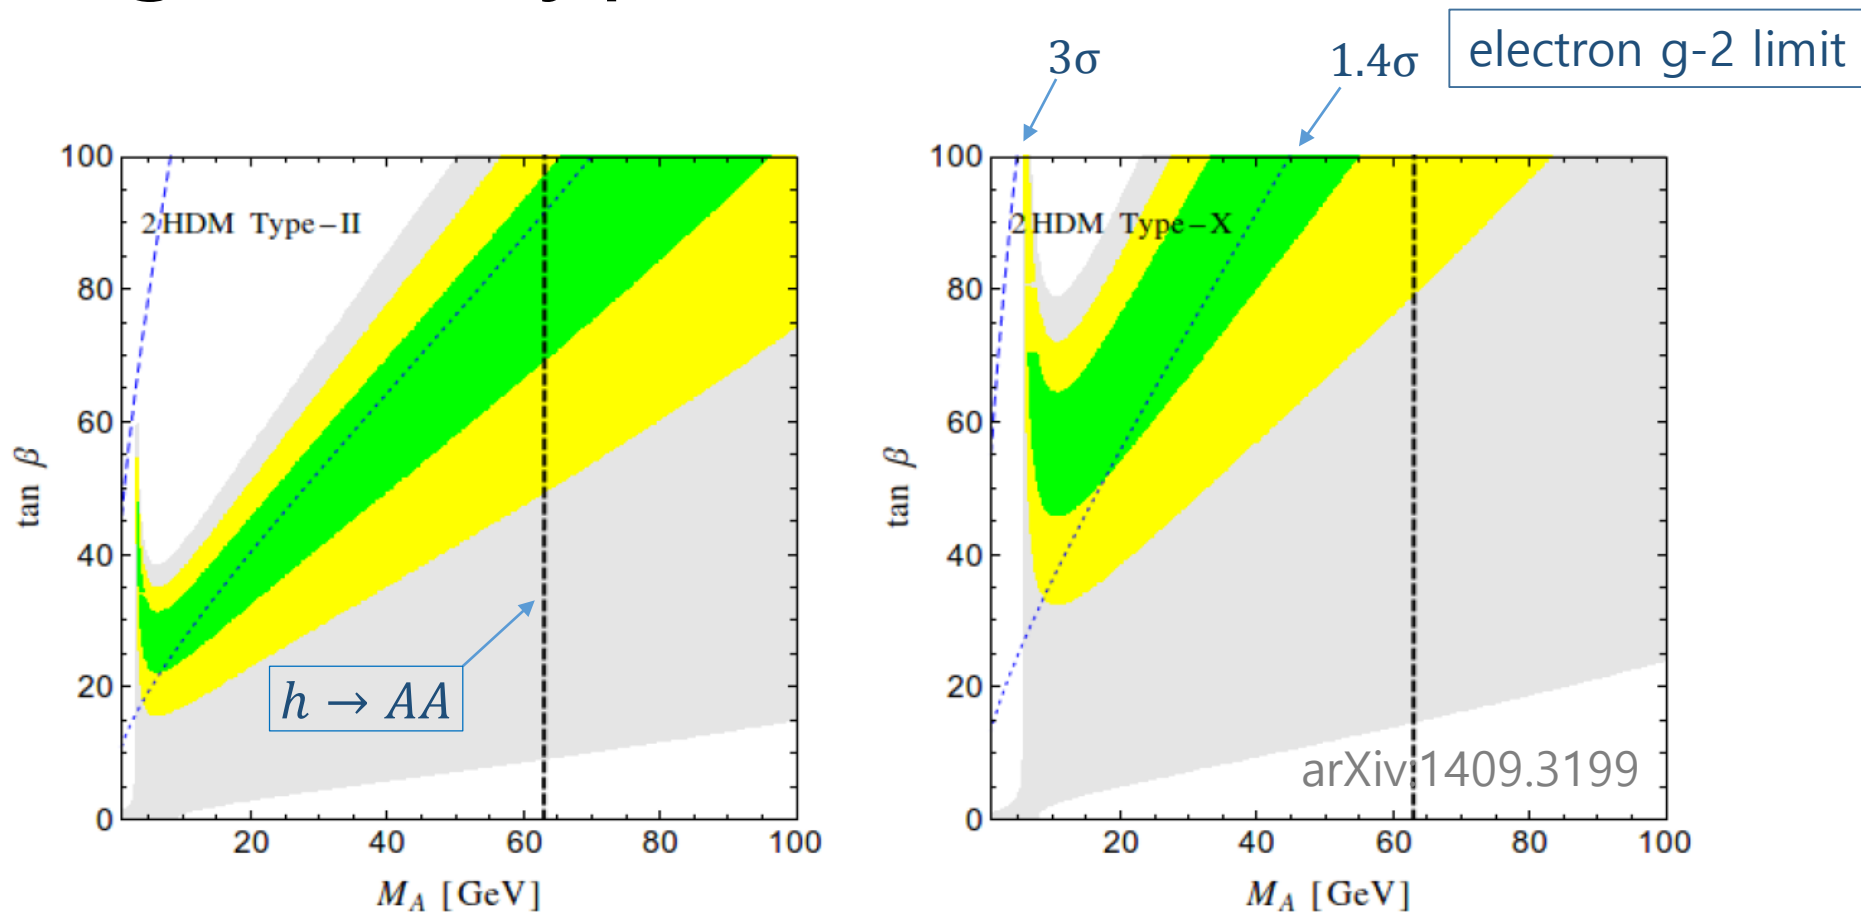 3σ
1.4σ
electron g-2 limit
100
80
60
40
20
0
tan β
2HDM Type-II
h → AA
20 40 60 80 100
M_A [GeV]
100
80
60
40
20
0
tan β
2HDM Type-X
arXiv:1409.3199
20 40 60 80 100
M_A [GeV]